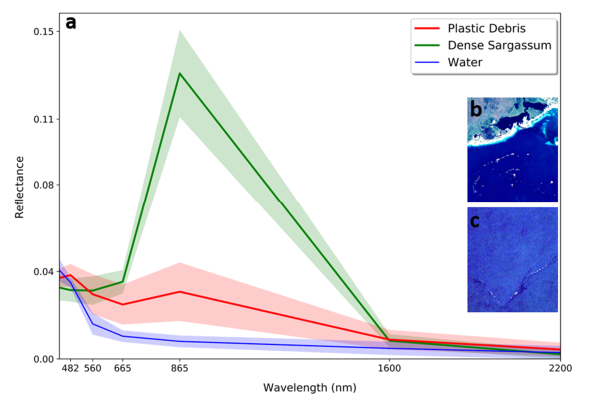 a
Plastic Debris
Dense Sargassum
Water
b
c
0.15
0.11
0.08
0.04
0.00
Reflectance
482 560 665 865 1600 2200
Wavelength (nm)